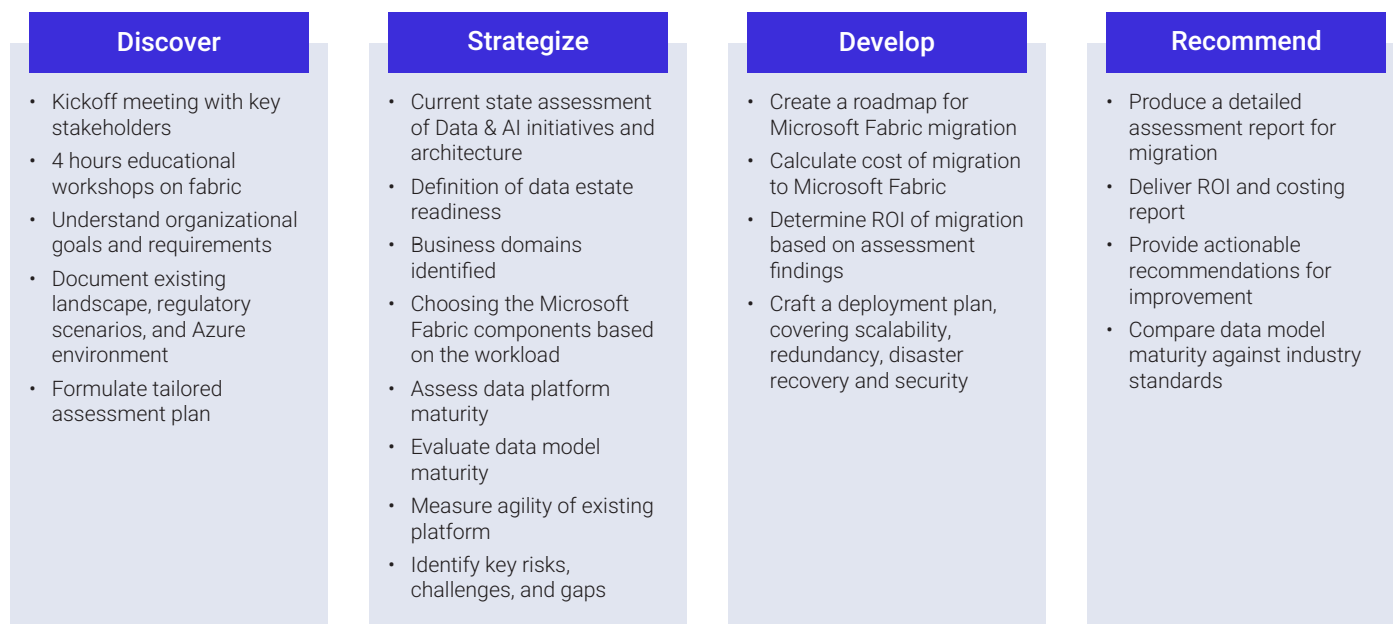 Discover
• Kickoff meeting with key
stakeholders
• 4 hours educational
workshops on fabric
• Understand organizational
goals and requirements
• Document existing
landscape, regulatory
scenarios, and Azure
environment
• Formulate tailored
assessment plan
Strategize
• Current state assessment
of Data & AI initiatives and
architecture
• Definition of data estate
readiness
• Business domains
identified
• Choosing the Microsoft
Fabric components based
on the workload
• Assess data platform
maturity
• Evaluate data model
maturity
• Measure agility of existing
platform
• Identify key risks,
challenges, and gaps
Develop
• Create a roadmap for
Microsoft Fabric migration
• Calculate cost of migration
to Microsoft Fabric
• Determine ROI of migration
based on assessment
findings
• Craft a deployment plan,
covering scalability,
redundancy, disaster
recovery and security
Recommend
• Produce a detailed
assessment report for
migration
• Deliver ROI and costing
report
• Provide actionable
recommendations for
improvement
• Compare data model
maturity against industry
standards